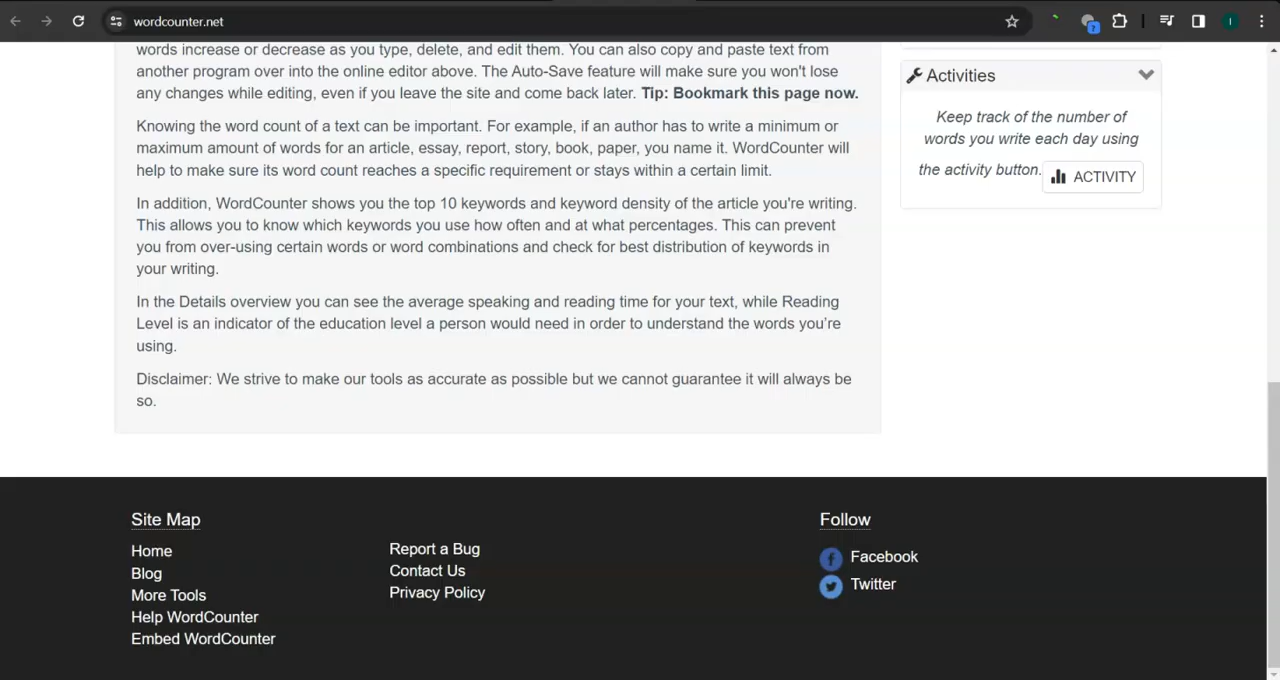 wordcounter.net
words increase or decrease as you type, delete, and edit them. You can also copy and paste text from
another program over into the online editor above. The Auto-Save feature will make sure you won't lose
any changes while editing, even if you leave the site and come back later. Tip: Bookmark this page now.
Knowing the word count of a text can be important. For example, if an author has to write a minimum or
maximum amount of words for an article, essay, report, story, book, paper, you name it. WordCounter will
help to make sure its word count reaches a specific requirement or stays within a certain limit.
In addition, WordCounter shows you the top 10 keywords and keyword density of the article you're writing.
This allows you to know which keywords you use how often and at what percentages. This can prevent
you from over-using certain words or word combinations and check for best distribution of keywords in
your writing.
In the Details overview you can see the average speaking and reading time for your text, while Reading
Level is an indicator of the education level a person would need in order to understand the words you’re
using.
Disclaimer: We strive to make our tools as accurate as possible but we cannot guarantee it will always be
so.
Activities
Keep track of the number of
words you write each day using
the activity button. ACTIVITY
Site Map
Home
Blog
More Tools
Help WordCounter
Embed WordCounter
Report a Bug
Contact Us
Privacy Policy
Follow
Facebook
Twitter